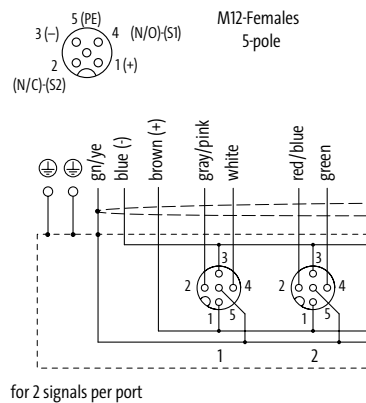 5 (PE)
M12-Females
5-pole
3 (–)
4 (N/O)-(S1)
2
1 (+)
(N/C)-(S2)
gn/ye
blue (-)
brown (+)
gray/pink
white
red/blue
green
3
3
2
4
2
4
1
5
1
5
1
2
for 2 signals per port